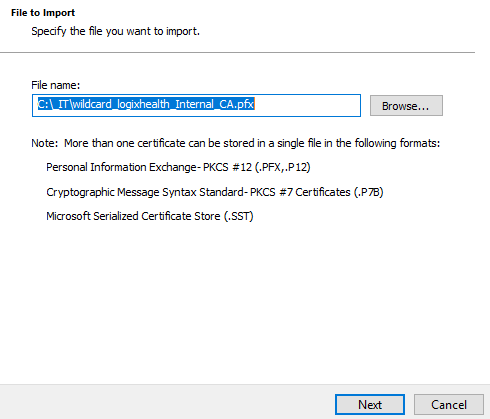 File to Import
Specify the file you want to import.
File name:
C:\_IT\wildcard_logixhealth_Internal_CA.pfx
Browse...
Note: More than one certificate can be stored in a single file in the following formats:
Personal Information Exchange- PKCS #12 (.PFX,.P12)
Cryptographic Message Syntax Standard- PKCS #7 Certificates (.P7B)
Microsoft Serialized Certificate Store (.SST)
Next
Cancel